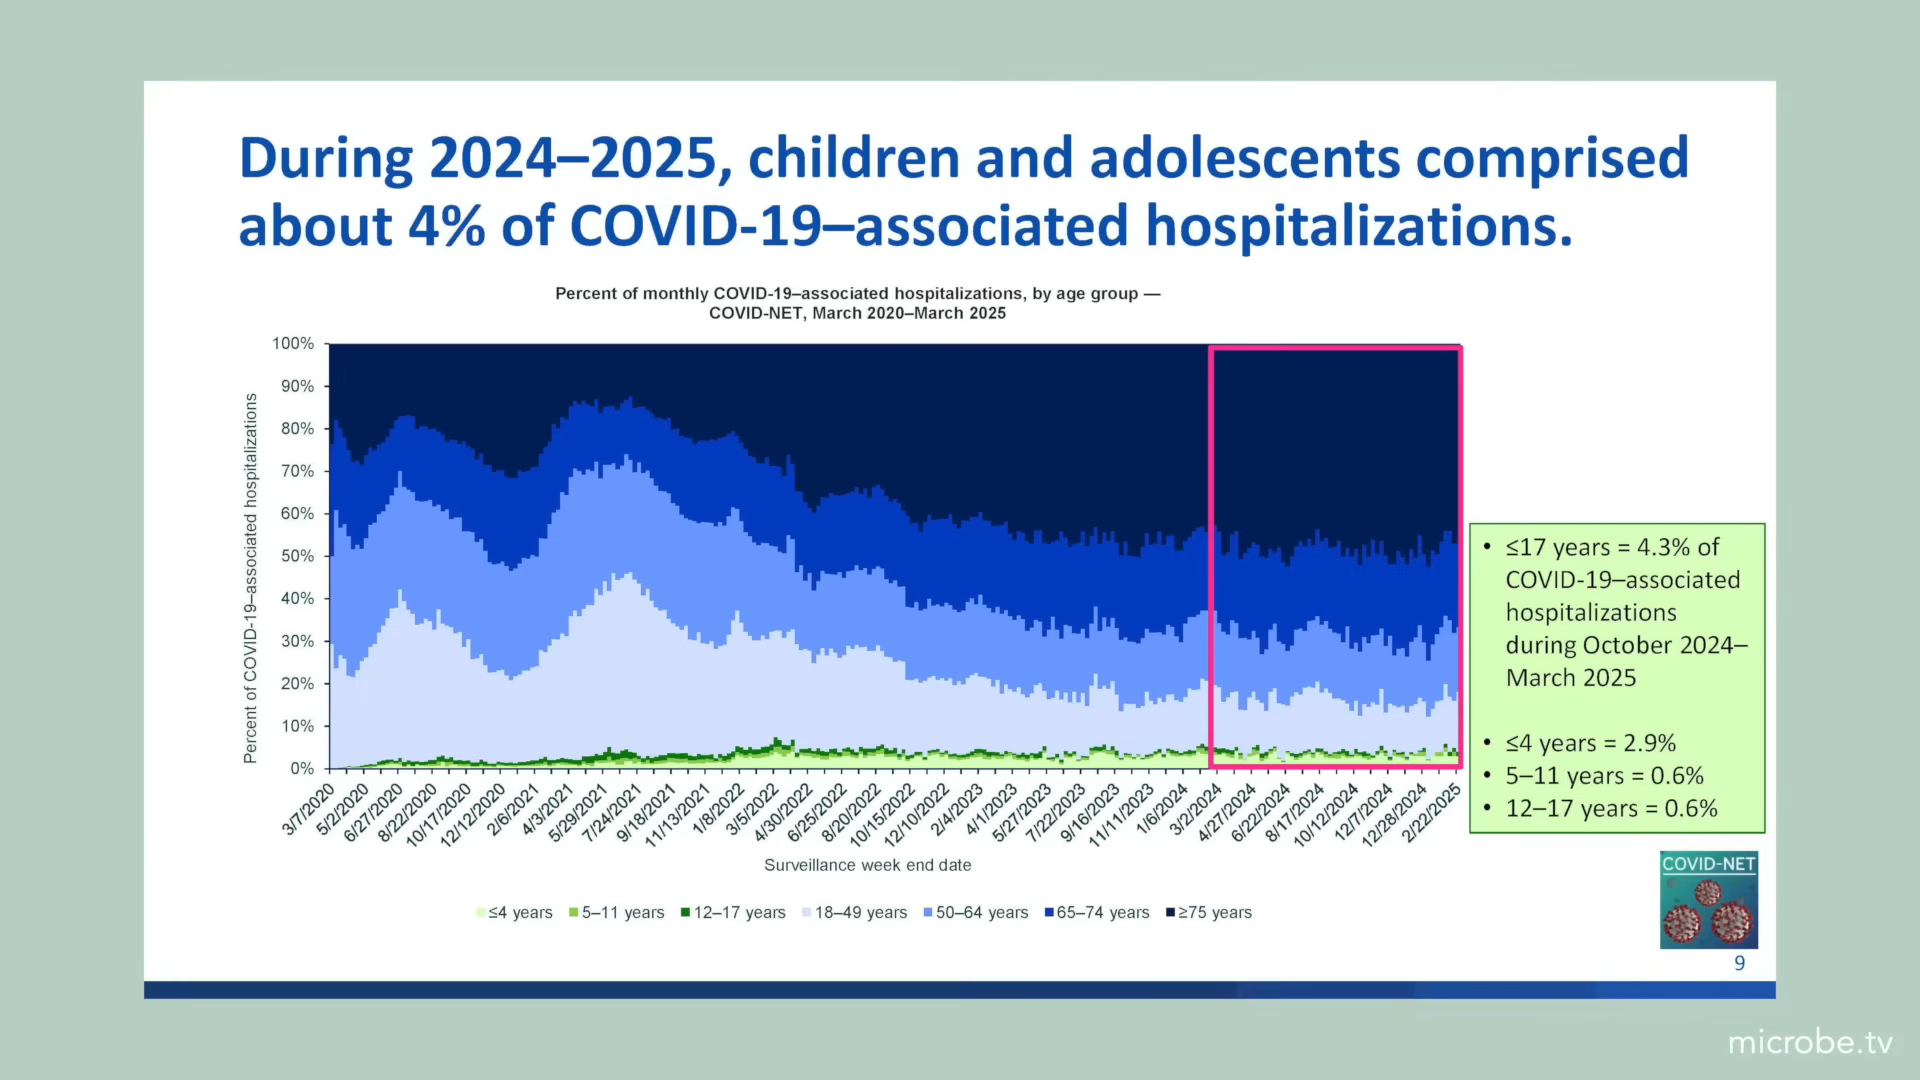 During 2024–2025, children and adolescents comprised
about 4% of COVID-19–associated hospitalizations.
Percent of monthly COVID-19–associated hospitalizations, by age group —
COVID-NET, March 2020–March 2025
Percent of COVID-19–associated hospitalizations
100%
90%
80%
70%
60%
50%
40%
30%
20%
10%
0%
3/7/2020
5/2/2020
6/27/2020
8/22/2020
10/17/2020
12/12/2020
2/6/2021
4/3/2021
5/29/2021
7/24/2021
9/18/2021
11/13/2021
1/8/2022
3/5/2022
4/30/2022
6/25/2022
8/20/2022
10/15/2022
12/10/2022
2/4/2023
4/1/2023
5/27/2023
7/22/2023
9/16/2023
11/11/2023
1/6/2024
3/2/2024
4/27/2024
6/22/2024
8/17/2024
10/12/2024
12/7/2024
12/28/2024
2/22/2025
Surveillance week end date
≤4 years 5–11 years 12–17 years 18–49 years 50–64 years 65–74 years ≥75 years
• ≤17 years = 4.3% of
COVID-19–associated
hospitalizations
during October 2024–
March 2025
• ≤4 years = 2.9%
• 5–11 years = 0.6%
• 12–17 years = 0.6%
COVID-NET
9
microbe.tv